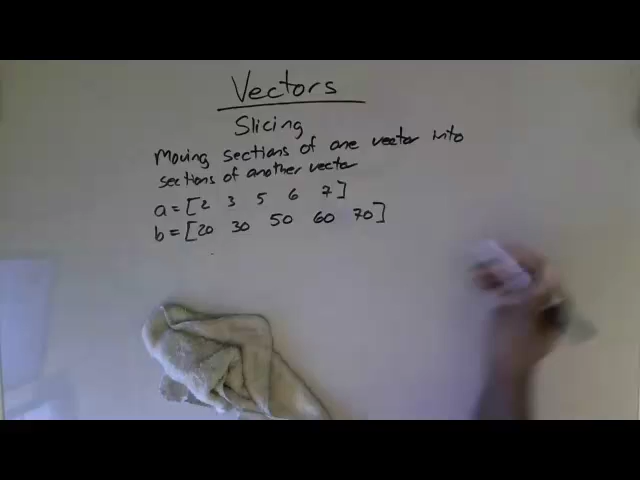 Vectors
Slicing
Moving sections of one vector into
sections of another vector
a = [2 3 5 6 7]
b = [20 30 50 60 70]